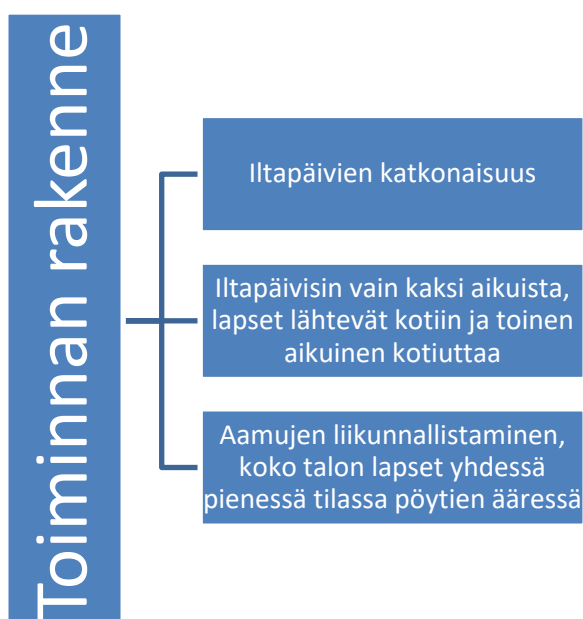 Toiminnan rakenne
Iltapäivien katkonaisuus
Iltapäivisin vain kaksi aikuista,
lapset lähtevät kotiin ja toinen
aikuinen kotiuttaa
Aamujen liikunnallistaminen,
koko talon lapset yhdessä
pienessä tilassa pöytien ääressä